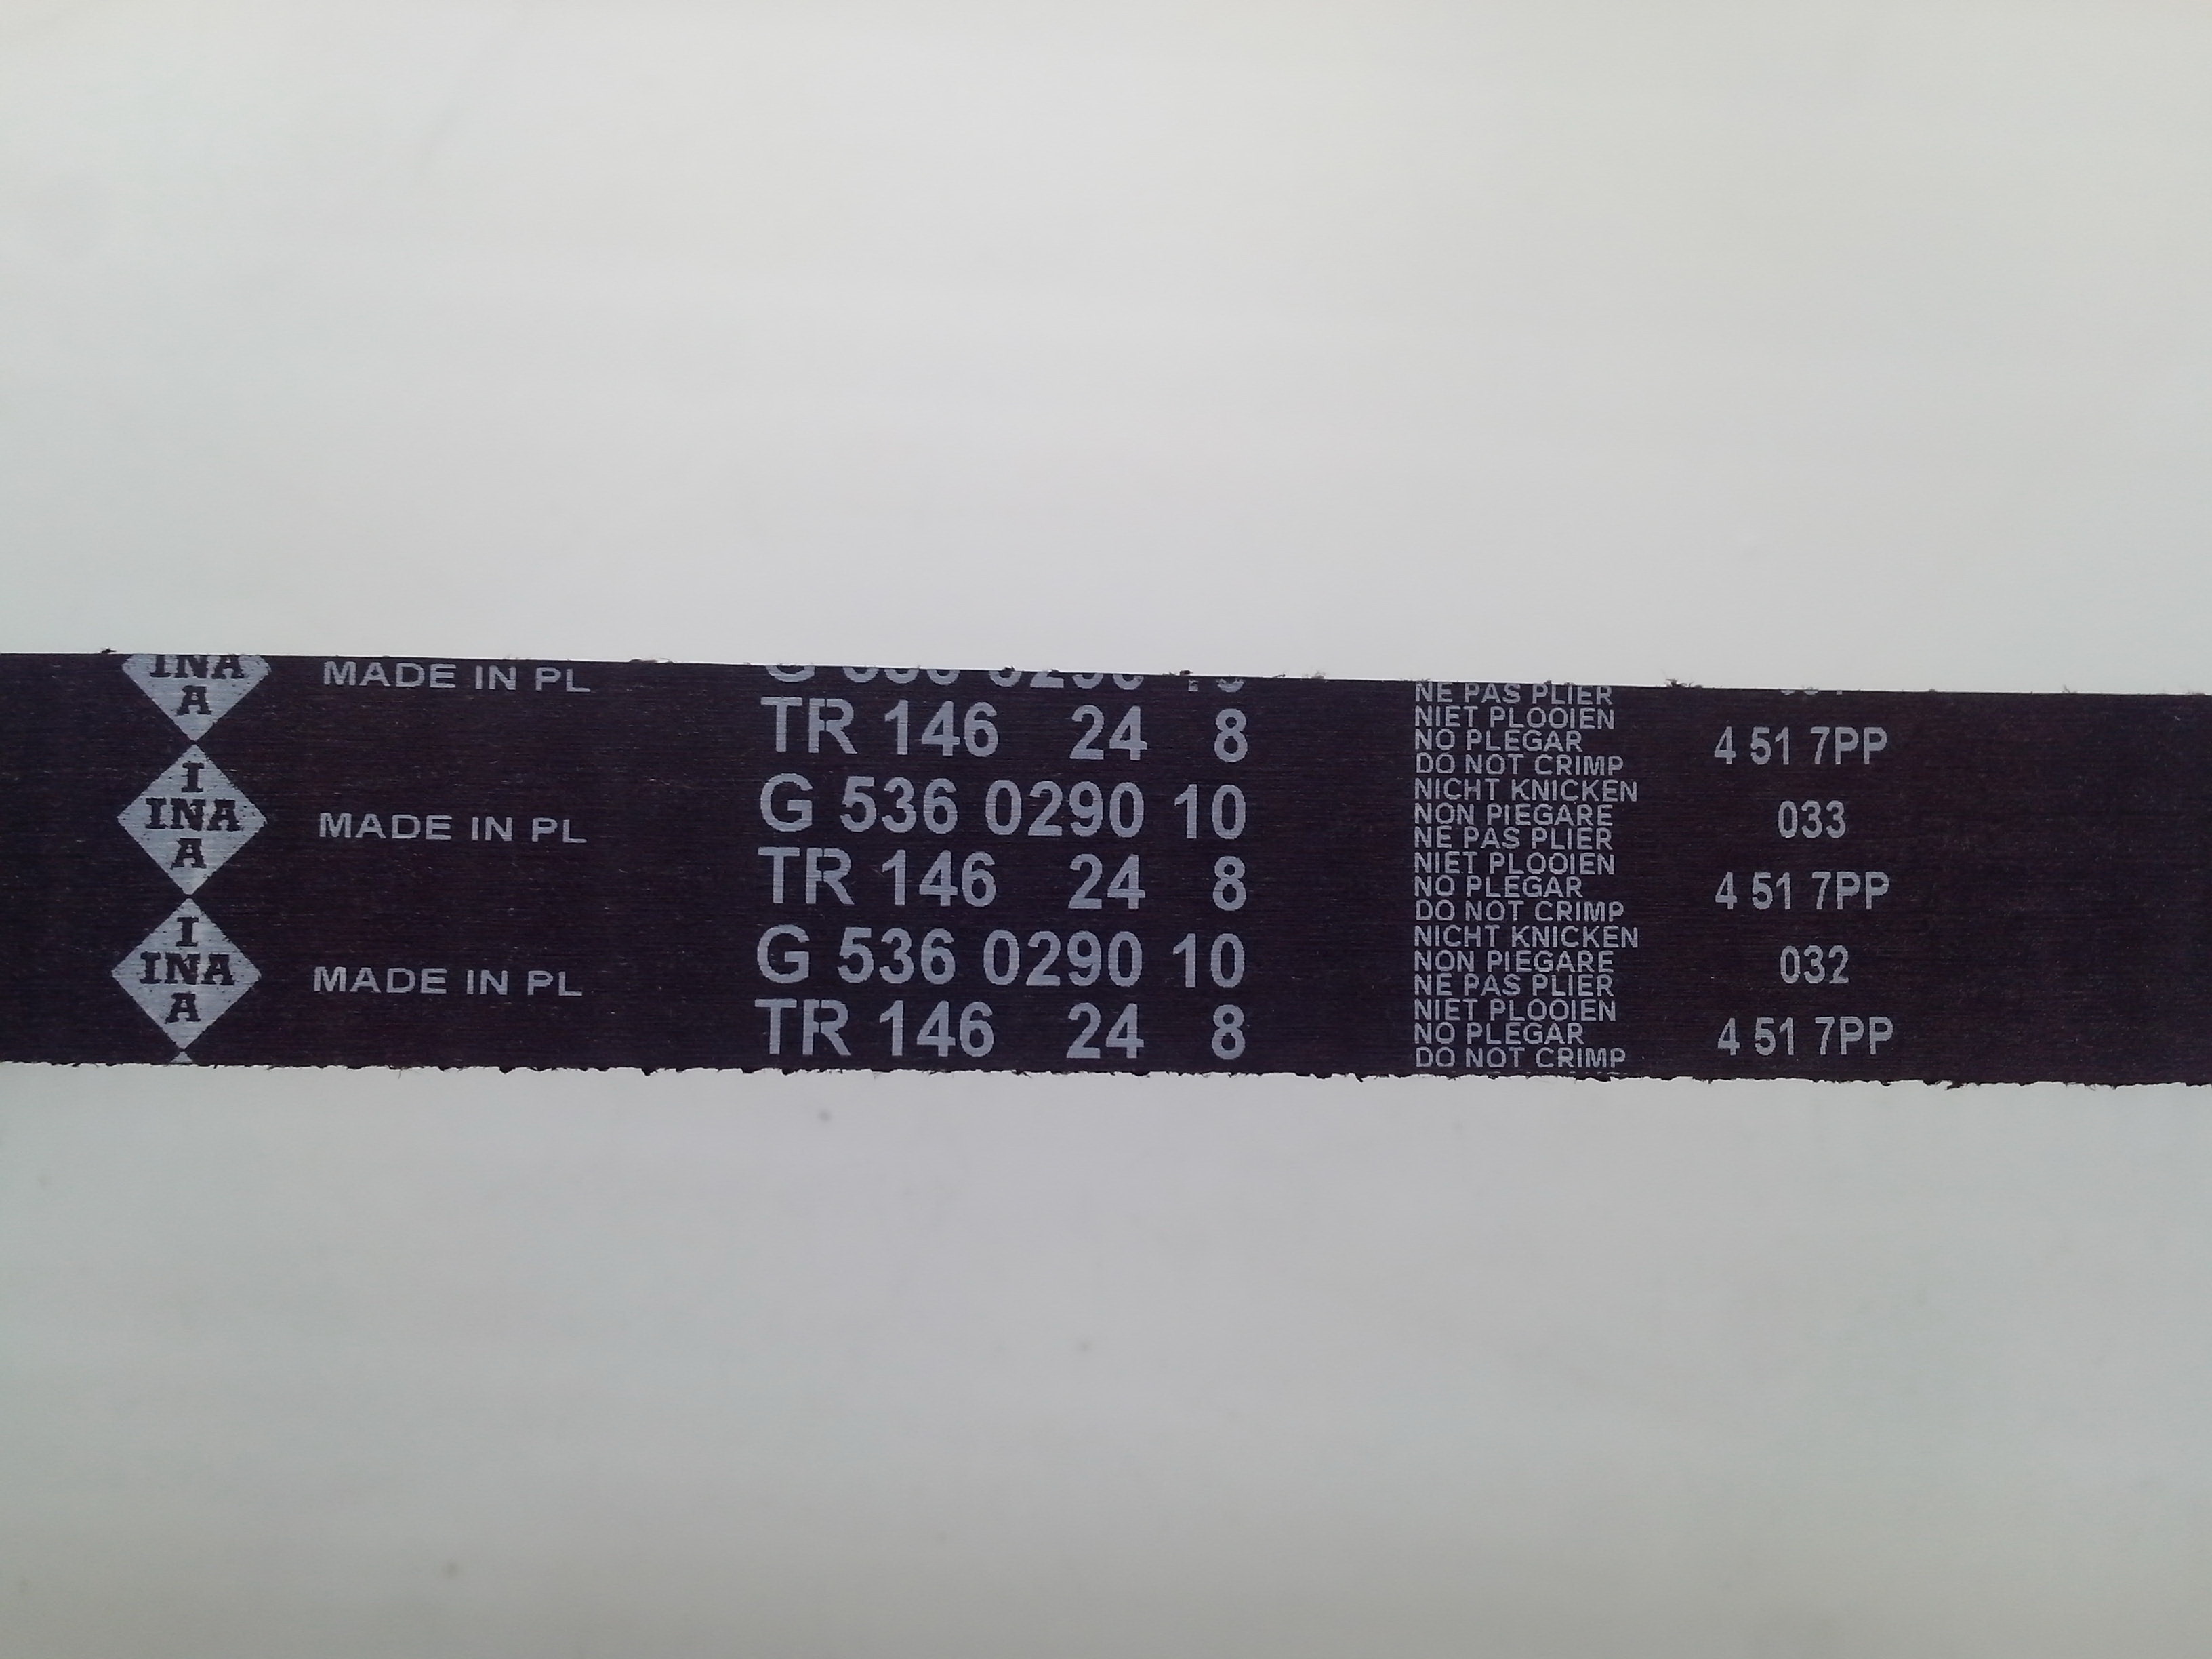 INA
A
MADE IN PL
TR 146 24 8
NE PAS PLIER
NIET PLOOIEN
NO PLEGAR
DO NOT CRIMP
4 51 7PP
I
INA
A
MADE IN PL
G 536 0290 10
TR 146 24 8
NICHT KNICKEN
NON PIEGARE
NE PAS PLIER
NIET PLOOIEN
NO PLEGAR
DO NOT CRIMP
033
4 51 7PP
I
INA
A
MADE IN PL
G 536 0290 10
TR 146 24 8
NICHT KNICKEN
NON PIEGARE
NE PAS PLIER
NIET PLOOIEN
NO PLEGAR
DO NOT CRIMP
032
4 51 7PP